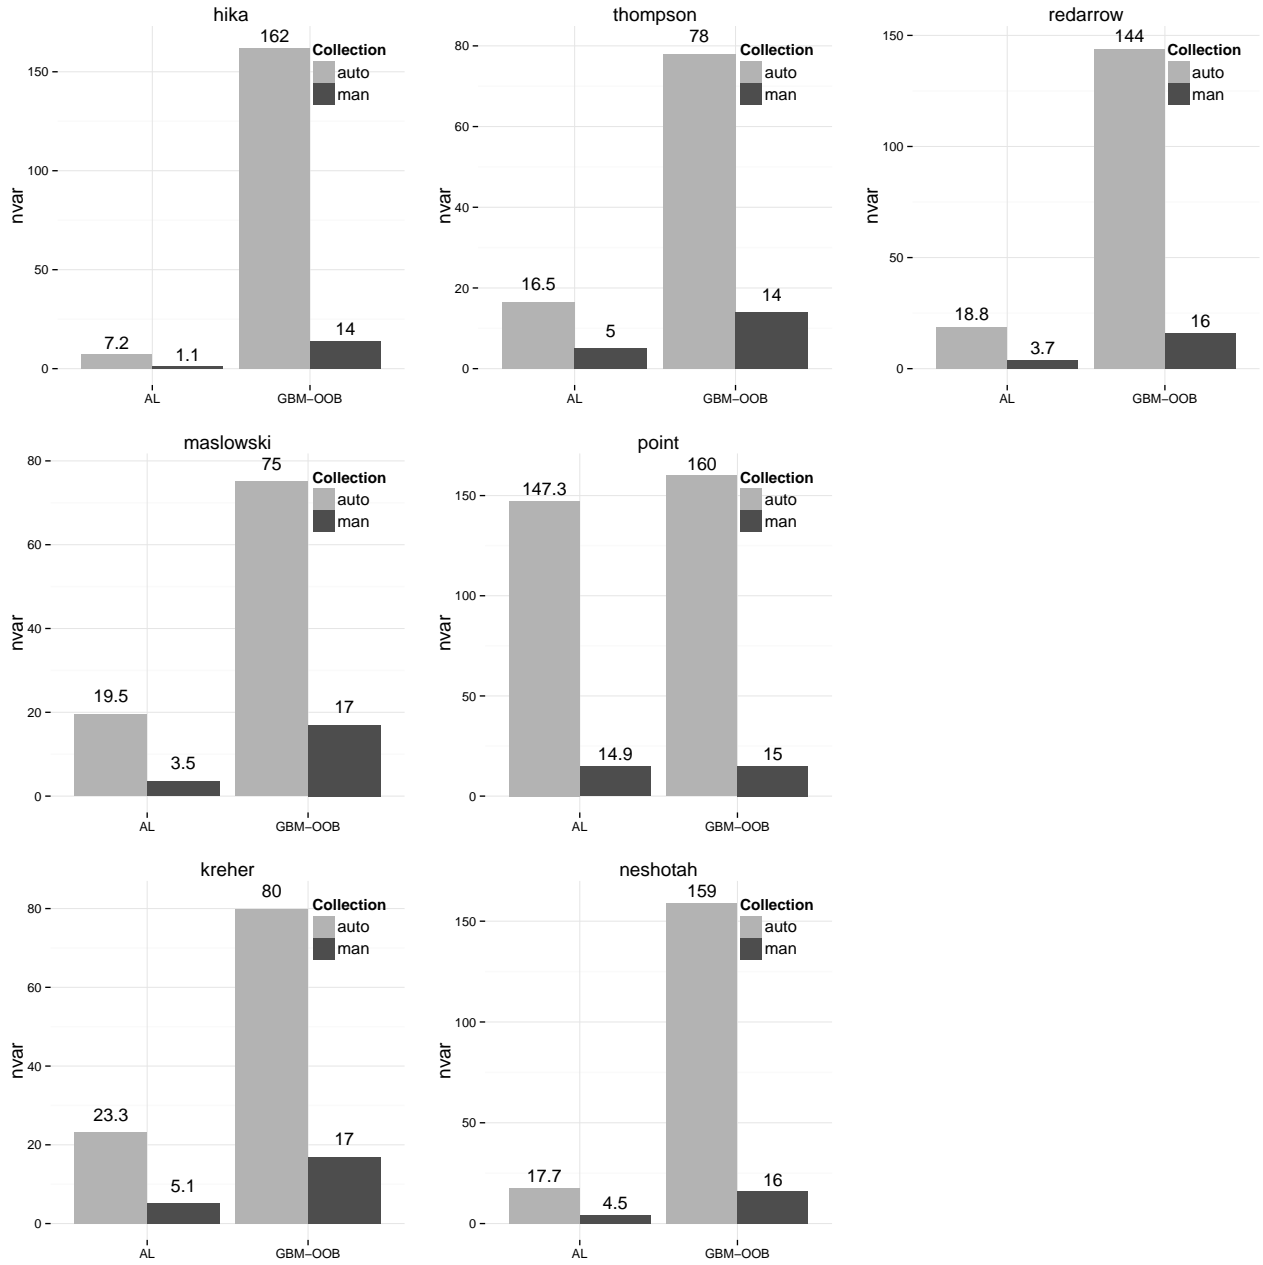 hika
162
Collection
auto
man
150
100
50
0
nvar
7.2
1.1
14
AL
GBM–OOB
thompson
78
Collection
auto
man
80
60
40
20
0
nvar
16.5
5
14
AL
GBM–OOB
redarrow
144
Collection
auto
man
150
100
50
0
nvar
18.8
3.7
16
AL
GBM–OOB
maslowski
75
Collection
auto
man
80
60
40
20
0
nvar
19.5
3.5
17
AL
GBM–OOB
point
160
147.3
Collection
auto
man
150
100
50
0
nvar
14.9
15
AL
GBM–OOB
kreher
80
Collection
auto
man
80
60
40
20
0
nvar
23.3
5.1
17
AL
GBM–OOB
neshotah
159
Collection
auto
man
150
100
50
0
nvar
17.7
4.5
16
AL
GBM–OOB